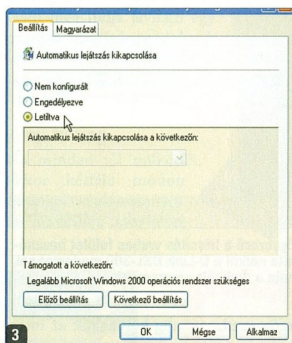 Beállítás Magyarázat
Automatikus lejátszás kikapcsolása
Nem konfigurált
Engedélyezve
Letiltva
Automatikus lejátszás kikapcsolása a következőn:
Támogatott a következőn:
Legalább Microsoft Windows 2000 operációs rendszer szükséges
Előző beállítás Következő beállítás
3 OK Mégse Alkalmaz